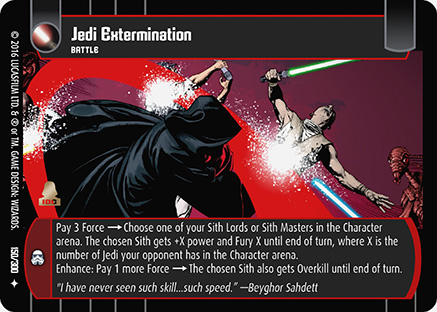 Jedi Extermination
BATTLE
© 2016 LUCASFILM LTD. & ® or TM. GAME DESIGN: WIZARDS.
IDC
150/300
Pay 3 Force → Choose one of your Sith Lords or Sith Masters in the Character
arena. The chosen Sith gets +X power and Fury X until end of turn, where X is the
number of Jedi your opponent has in the Character arena.
Enhance: Pay 1 more Force → The chosen Sith also gets Overkill until end of turn.
"I have never seen such skill...such speed." —Beyghor Sahdett